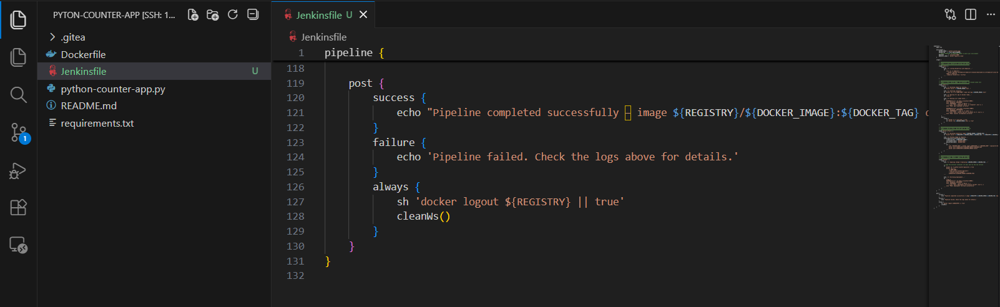 PYTON-COUNTER-APP [SSH: 1...
.gitea
Dockerfile
Jenkinsfile U
python-counter-app.py
README.md
requirements.txt
1
Jenkinsfile U
Jenkinsfile
1 pipeline {
118
119 post {
120 success {
121 echo "Pipeline completed successfully – image ${REGISTRY}/${DOCKER_IMAGE}:${DOCKER_TAG}
122 }
123 failure {
124 echo 'Pipeline failed. Check the logs above for details.'
125 }
126 always {
127 sh 'docker logout ${REGISTRY} || true'
128 cleanWs()
129 }
130 }
131 }
132